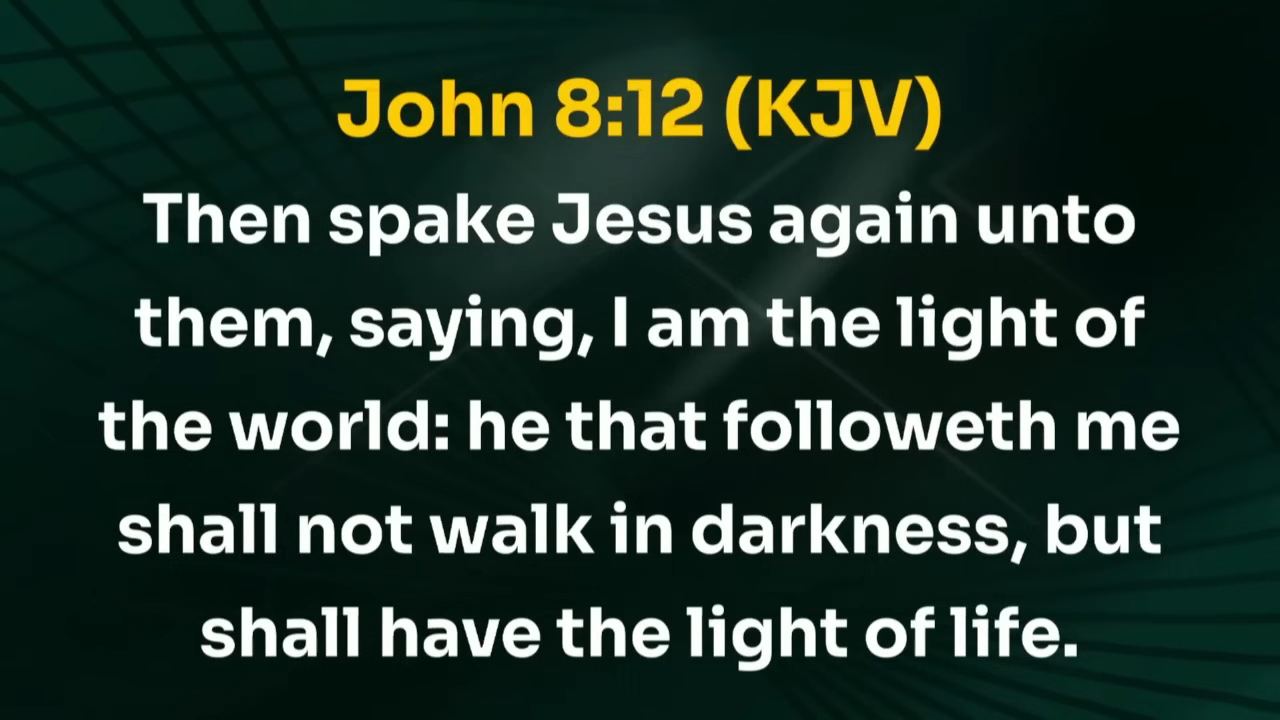 John 8:12 (KJV)
Then spake Jesus again unto
them, saying, I am the light of
the world: he that followeth me
shall not walk in darkness, but
shall have the light of life.